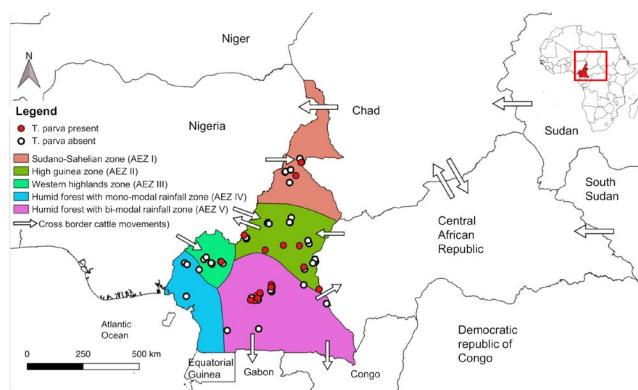 Niger
N
Chad
Legend
Nigeria
T. parva present
T. parva absent
Sudan
Sudano-Sahelian zone (AEZ I)
High guinea zone (AEZ II)
Western highlands zone (AEZ III)
Humid forest with mono-modal rainfall zone (AEZ IV)
Humid forest with bi-modal rainfall zone (AEZ V)
Cross border cattle movements)
South
Sudan
Central
African
Republic
Atlantic
Ocean
Democratic
republic of
Congo
0 250 500 km
Equatorial
Guinea
Gabon
Congo